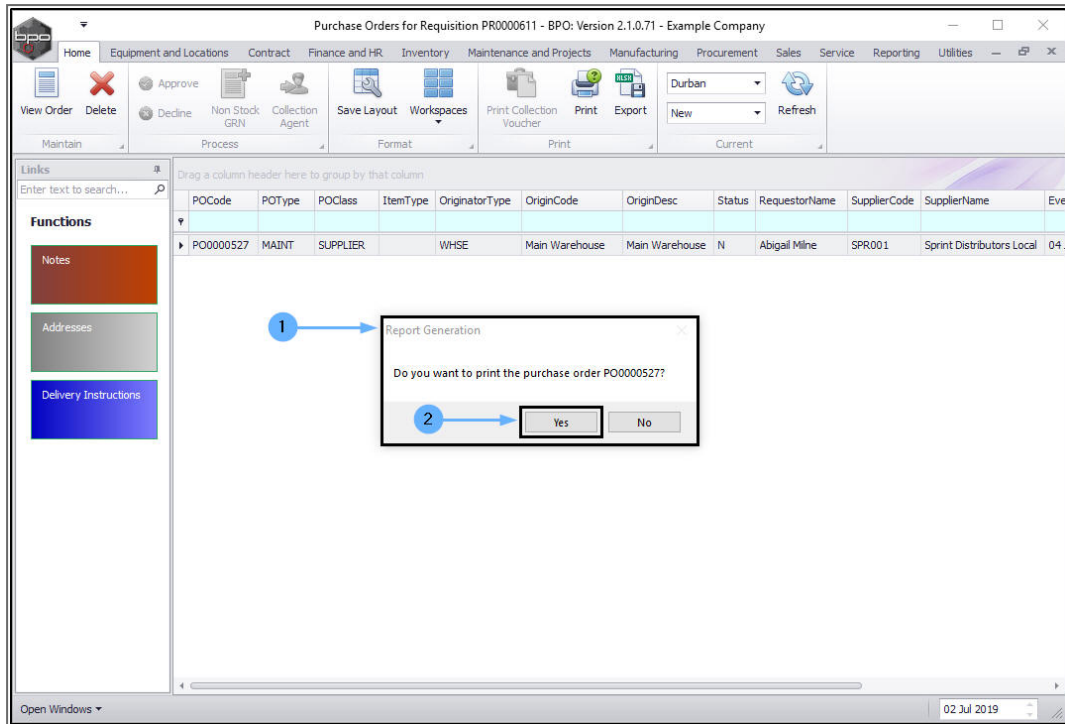 bpo
Purchase Orders for Requisition PR0000611 - BPO: Version 2.1.0.71 - Example Company
Home Equipment and Locations Contract Finance and HR Inventory Maintenance and Projects Manufacturing Procurement Sales Service Reporting Utilities
View Order Delete Approve Decline Non Stock GRN Collection Agent Save Layout Workspaces Print Collection Voucher Print XLSX Export Durban New Refresh
Maintain Process Format Print Current
Links
Enter text to search...
Drag a column header here to group by that column
POCode POType POClass ItemType OriginatorType OriginCode OriginDesc Status RequestorName SupplierCode SupplierName Eve
PO0000527 MAINT SUPPLIER WHSE Main Warehouse Main Warehouse N Abigail Milne SPR001 Sprint Distributors Local 04
Functions
Notes
Addresses
Delivery Instructions
1
Report Generation
Do you want to print the purchase order PO0000527?
2
Yes No
Open Windows 02 Jul 2019